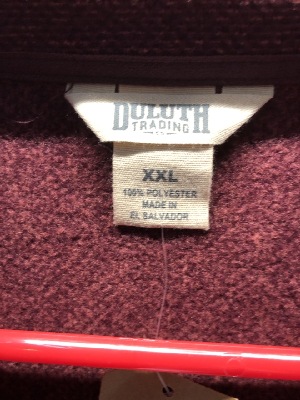 DULUTH
TRADING
XXL
100% POLYESTER
MADE IN
EL SALVADOR